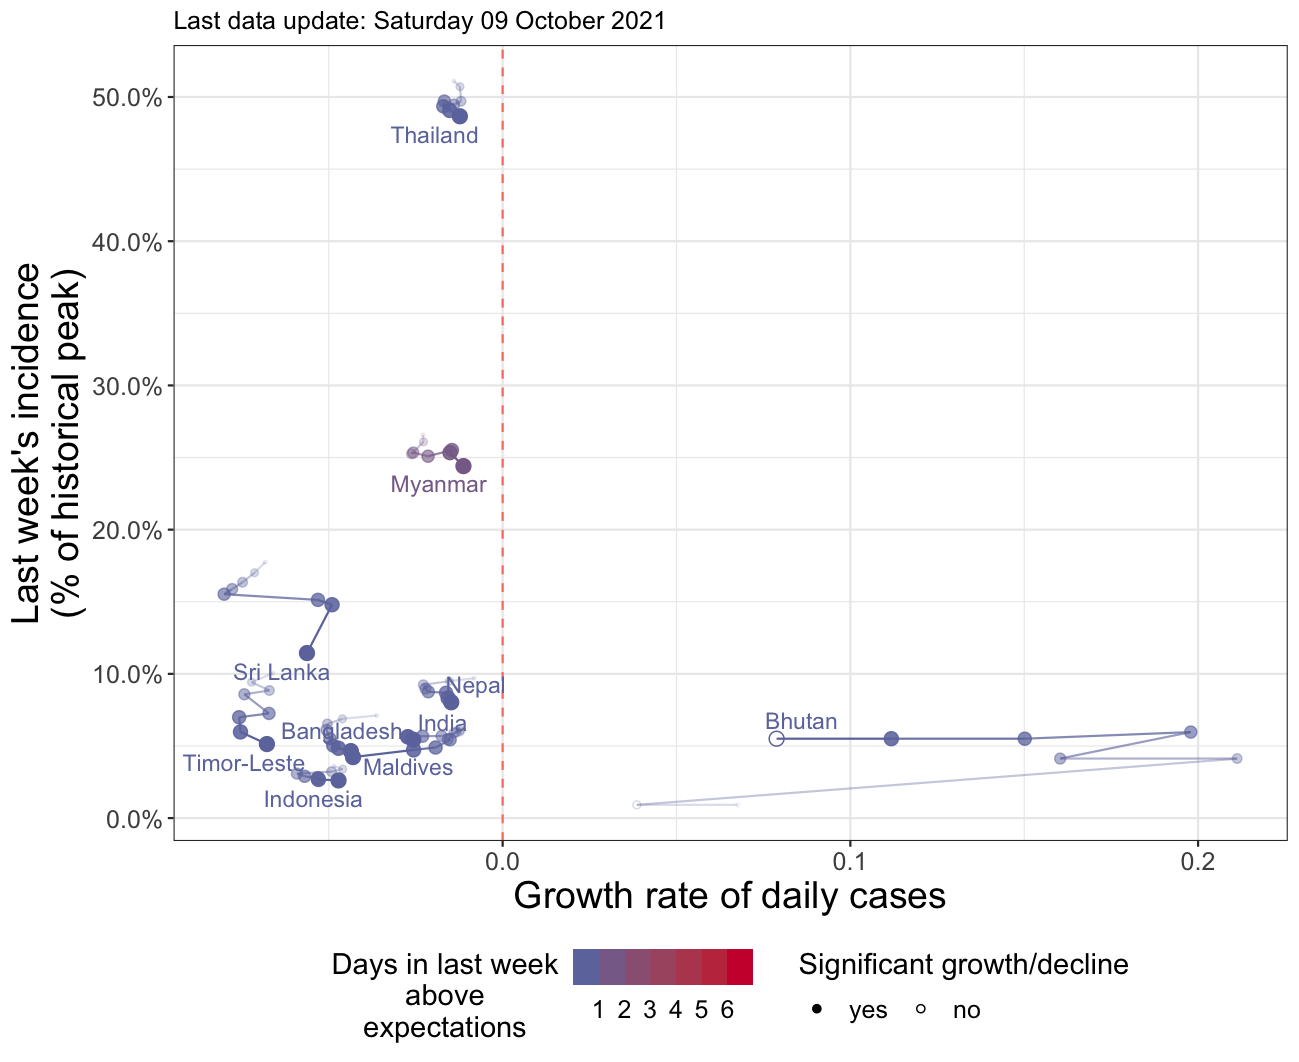 Last data update: Saturday 09 October 2021
Last week's incidence
(% of historical peak)
50.0%
40.0%
30.0%
20.0%
10.0%
0.0%
Thailand
Myanmar
Sri Lanka
Nepal
India
Bangladesh
Bhutan
Timor-Leste
Maldives
Indonesia
0.0 0.1 0.2
Growth rate of daily cases
Days in last week
above
expectations
1 2 3 4 5 6
Significant growth/decline
yes no